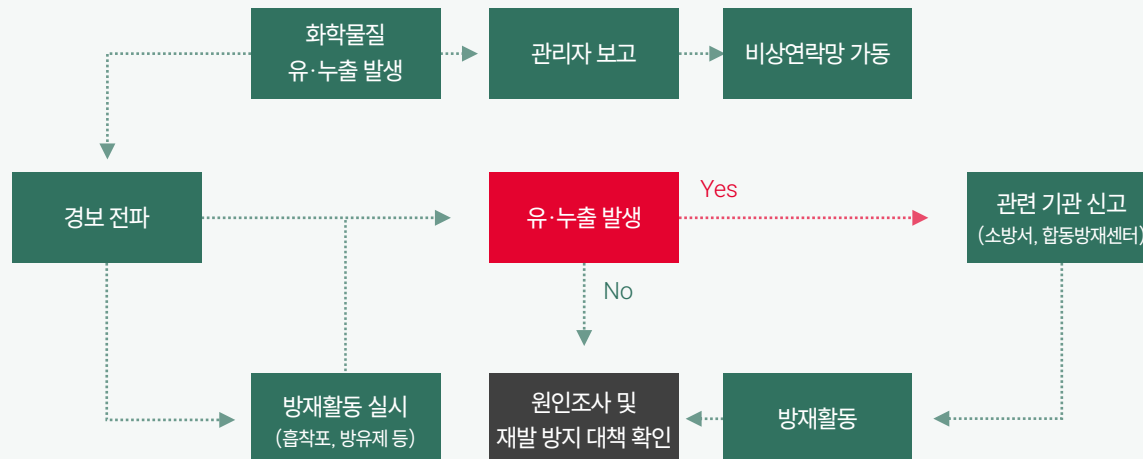 화학물질
유·누출 발생
관리자 보고
비상연락망 가동
경보 전파
유·누출 발생
Yes
관련 기관 신고
(소방서, 합동방재센터)
No
방재활동 실시
(흡착포, 방유제 등)
원인조사 및
재발 방지 대책 확인
방재활동